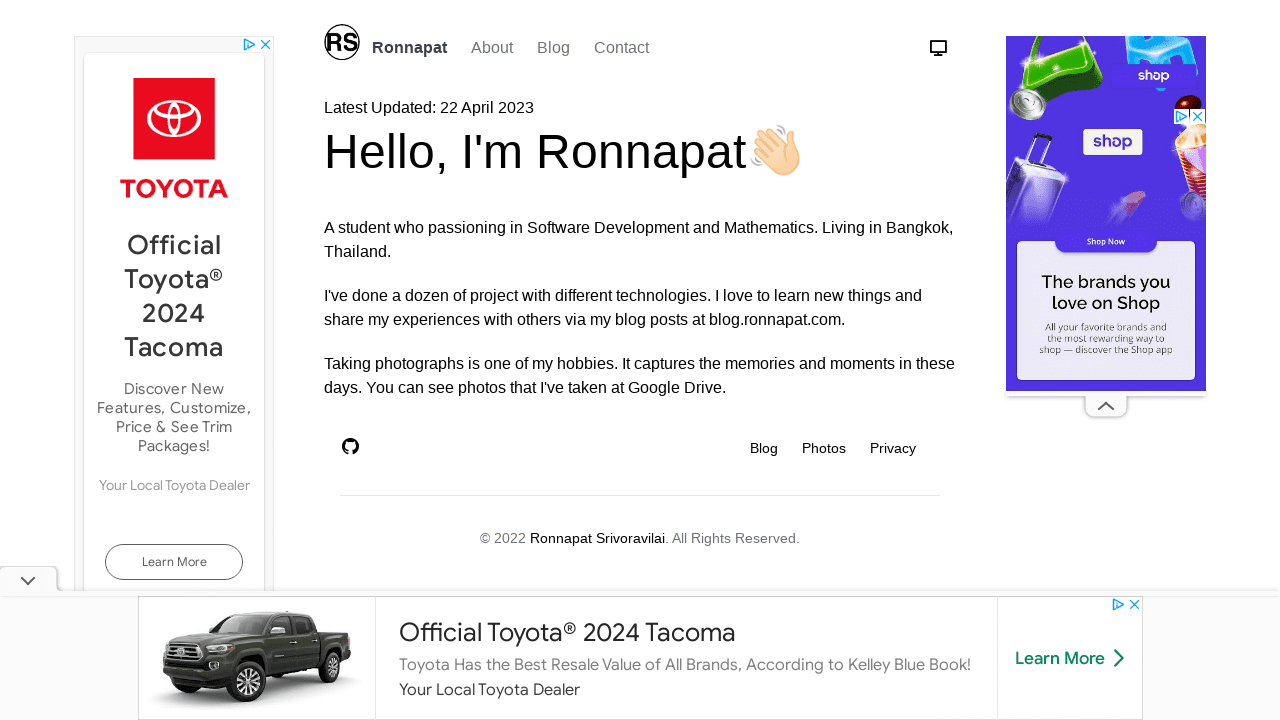 RS
Ronnapat
About
Blog
Contact
Latest Updated: 22 April 2023
Hello, I'm Ronnapat👋🏻
A student who passioning in Software Development and Mathematics. Living in Bangkok,
Thailand.
I've done a dozen of project with different technologies. I love to learn new things and
share my experiences with others via my blog posts at blog.ronnapat.com.
Taking photographs is one of my hobbies. It captures the memories and moments in these
days. You can see photos that I've taken at Google Drive.
Blog
Photos
Privacy
© 2022 Ronnapat Srivoravilai. All Rights Reserved.
TOYOTA
Official
Toyota®
2024
Tacoma
Discover New
Features, Customize,
Price & See Trim
Packages!
Your Local Toyota Dealer
Learn More
shop
shop
Shop Now
The brands you
love on Shop
All your favorite brands and
the most rewarding way to
shop — discover the Shop app
Official Toyota® 2024 Tacoma
Toyota Has the Best Resale Value of All Brands, According to Kelley Blue Book!
Your Local Toyota Dealer
Learn More